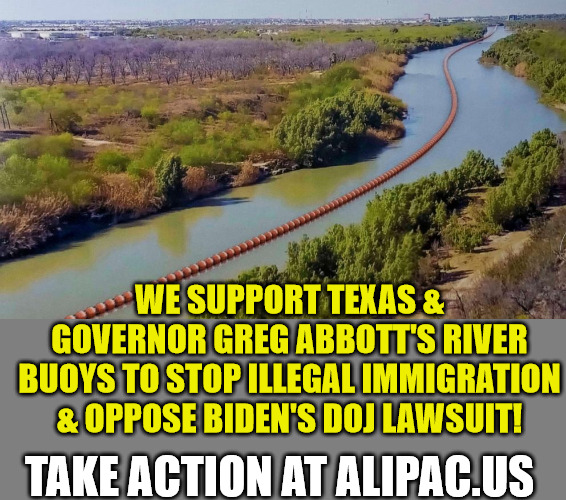 WE SUPPORT TEXAS &
GOVERNOR GREG ABBOTT'S RIVER
BUOYS TO STOP ILLEGAL IMMIGRATION
& OPPOSE BIDEN'S DOJ LAWSUIT!
TAKE ACTION AT ALIPAC.US